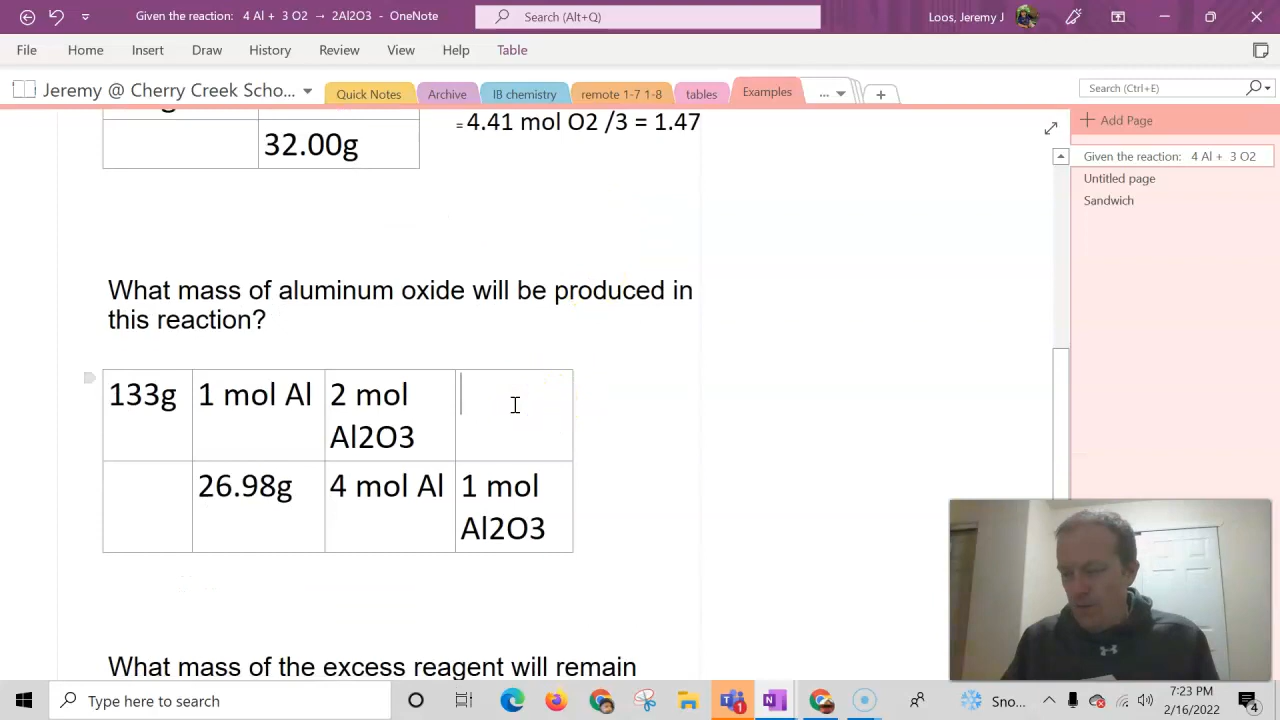 Given the reaction: 4 Al + 3 O2 → 2Al2O3 - OneNote
Search (Alt+Q)
Loos, Jeremy J
File Home Insert Draw History Review View Help Table
Jeremy @ Cherry Creek Scho...
Quick Notes Archive IB chemistry remote 1-7 1-8 tables Examples ...
Search (Ctrl+E)
Add Page
Given the reaction: 4 Al + 3 O2
Untitled page
Sandwich
32.00g
= 4.41 mol O2 /3 = 1.47
What mass of aluminum oxide will be produced in
this reaction?
133g 1 mol Al 2 mol
Al2O3
26.98g 4 mol Al 1 mol
Al2O3
What mass of the excess reagent will remain
Type here to search
1
Sno...
7:23 PM
2/16/2022
4